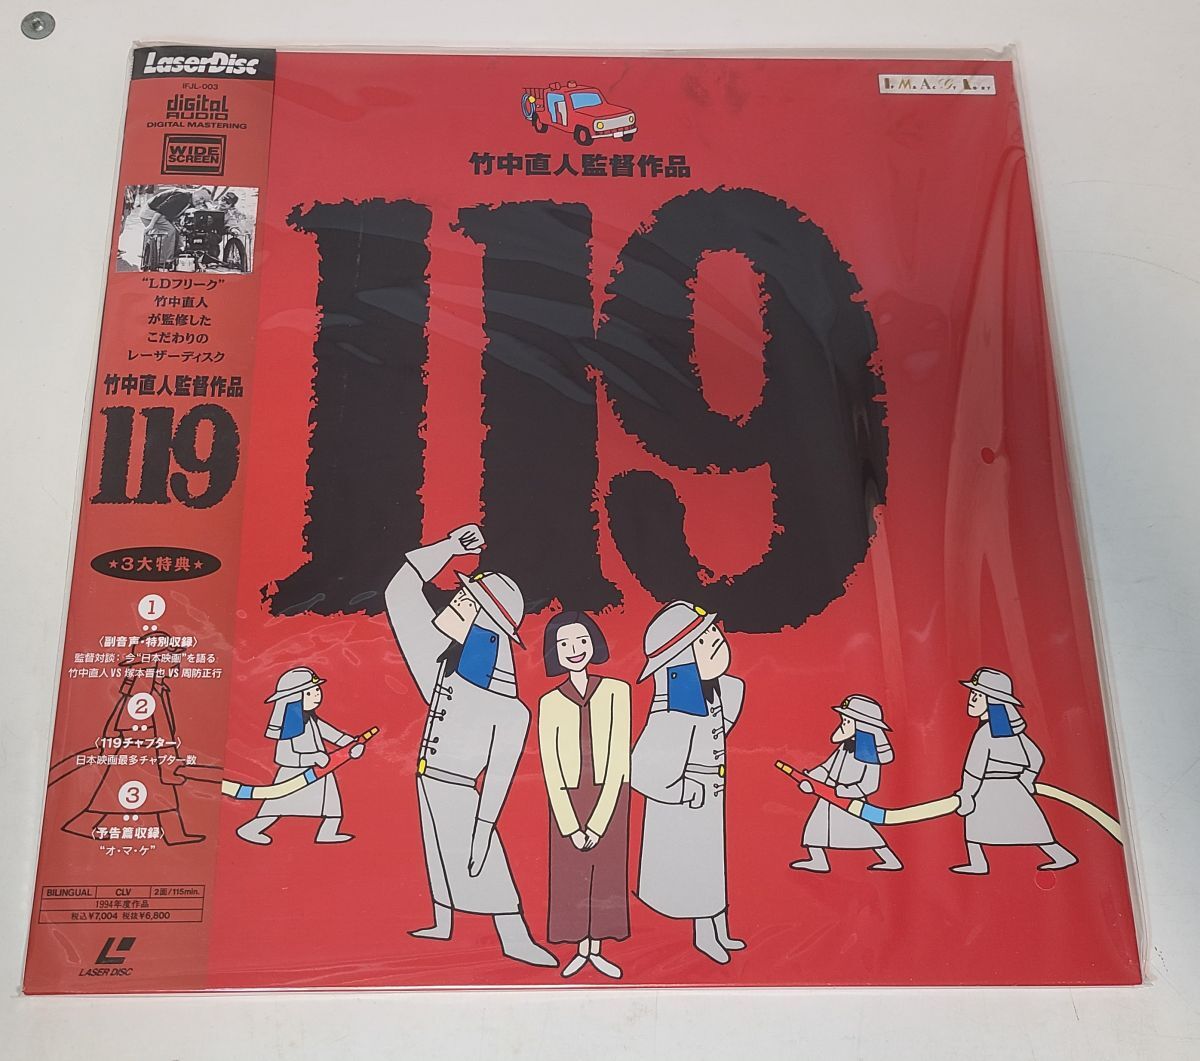 LaserDisc
IFJL-003
digital
AUDIO
DIGITAL MASTERING
WIDE
SCREEN
“LDフリーク”
竹中直人
が監修した
こだわりの
レーザーディスク
竹中直人監督作品
119
★3大特典★
1
〈副音声・特別収録〉
監督対談:今“日本映画”を語る
竹中直人VS塚本晋也VS周防正行
2
〈119チャプター〉
日本映画最多チャプター数
3
〈予告篇収録〉
“オ・マ・ケ”
BILINGUAL CLV 2面/115min.
1994年度作品
税込¥7,004 税抜¥6,800
LASER DISC
竹中直人監督作品
119